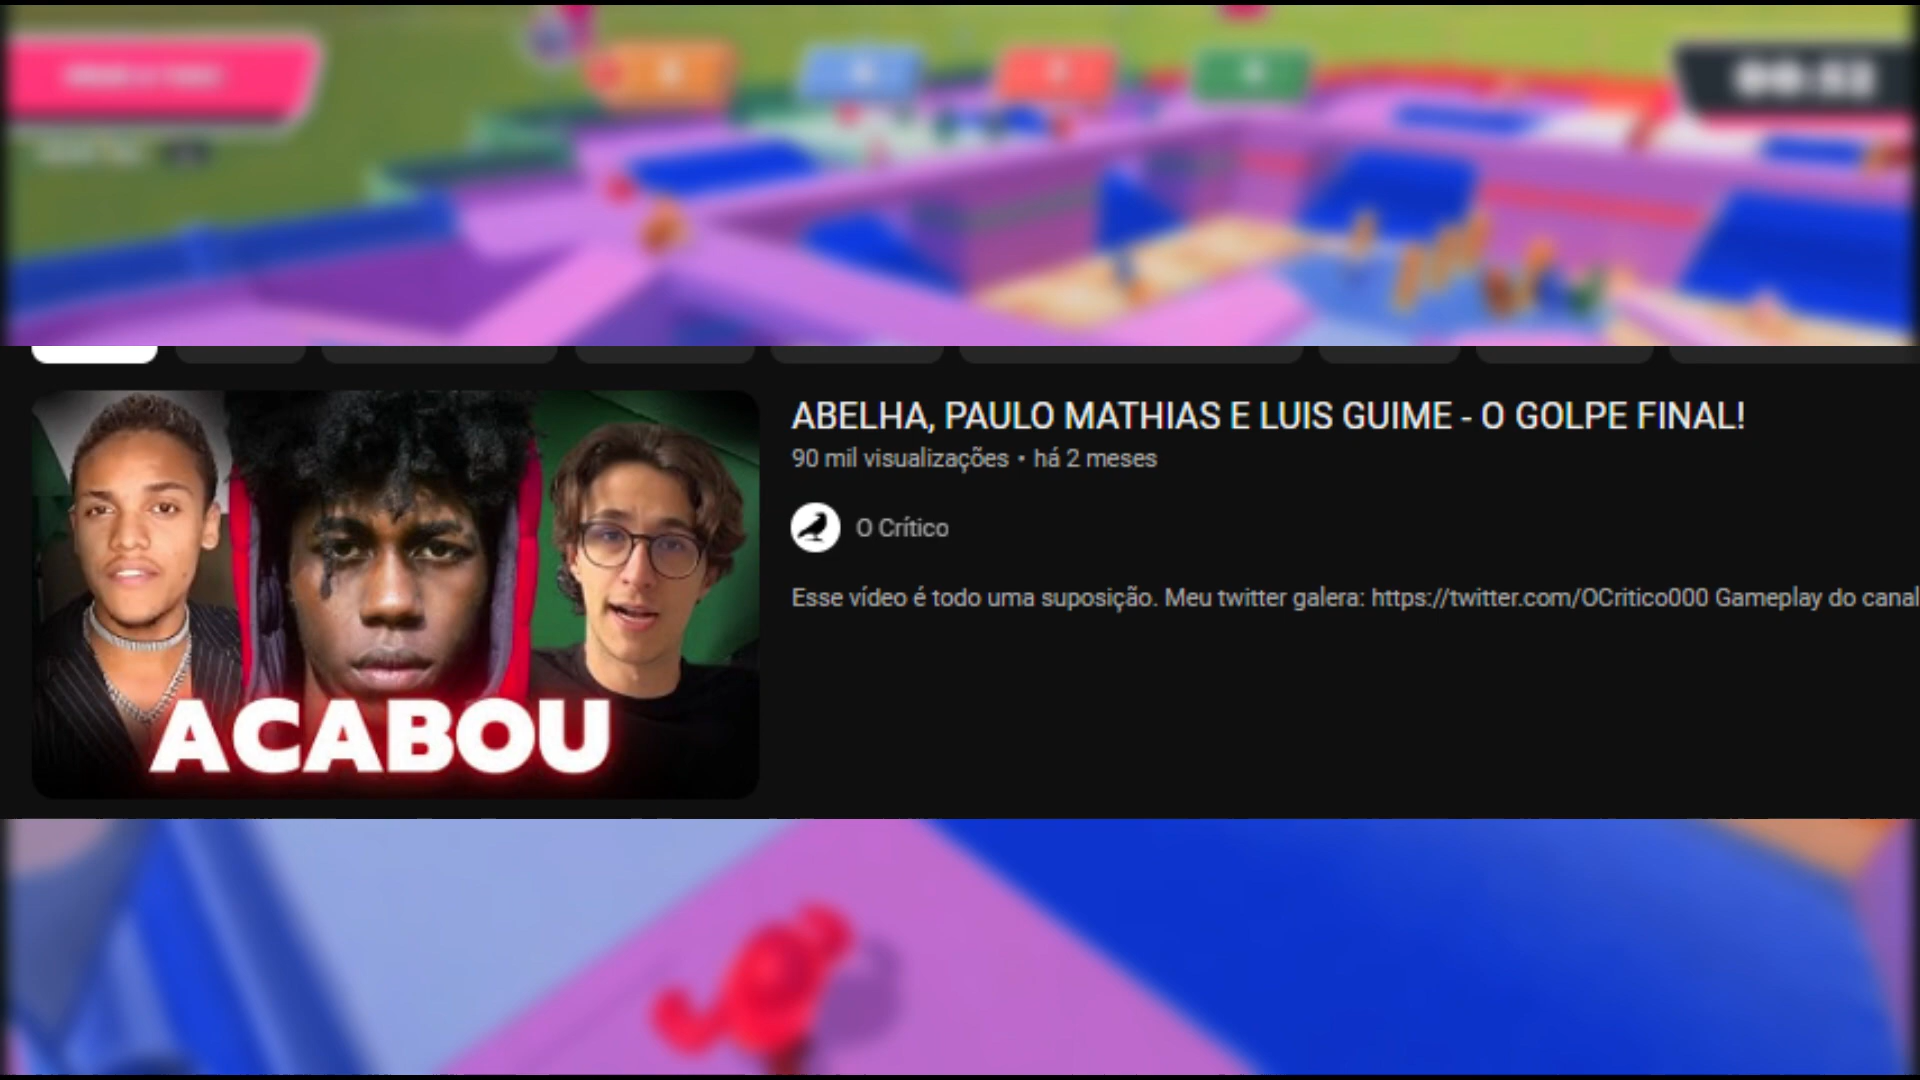 ABELHA, PAULO MATHIAS E LUIS GUIME - O GOLPE FINAL!
90 mil visualizações • há 2 meses
O Crítico
Esse vídeo é todo uma suposição. Meu twitter galera: https://twitter.com/OCritico000 Gameplay do canal
ACABOU